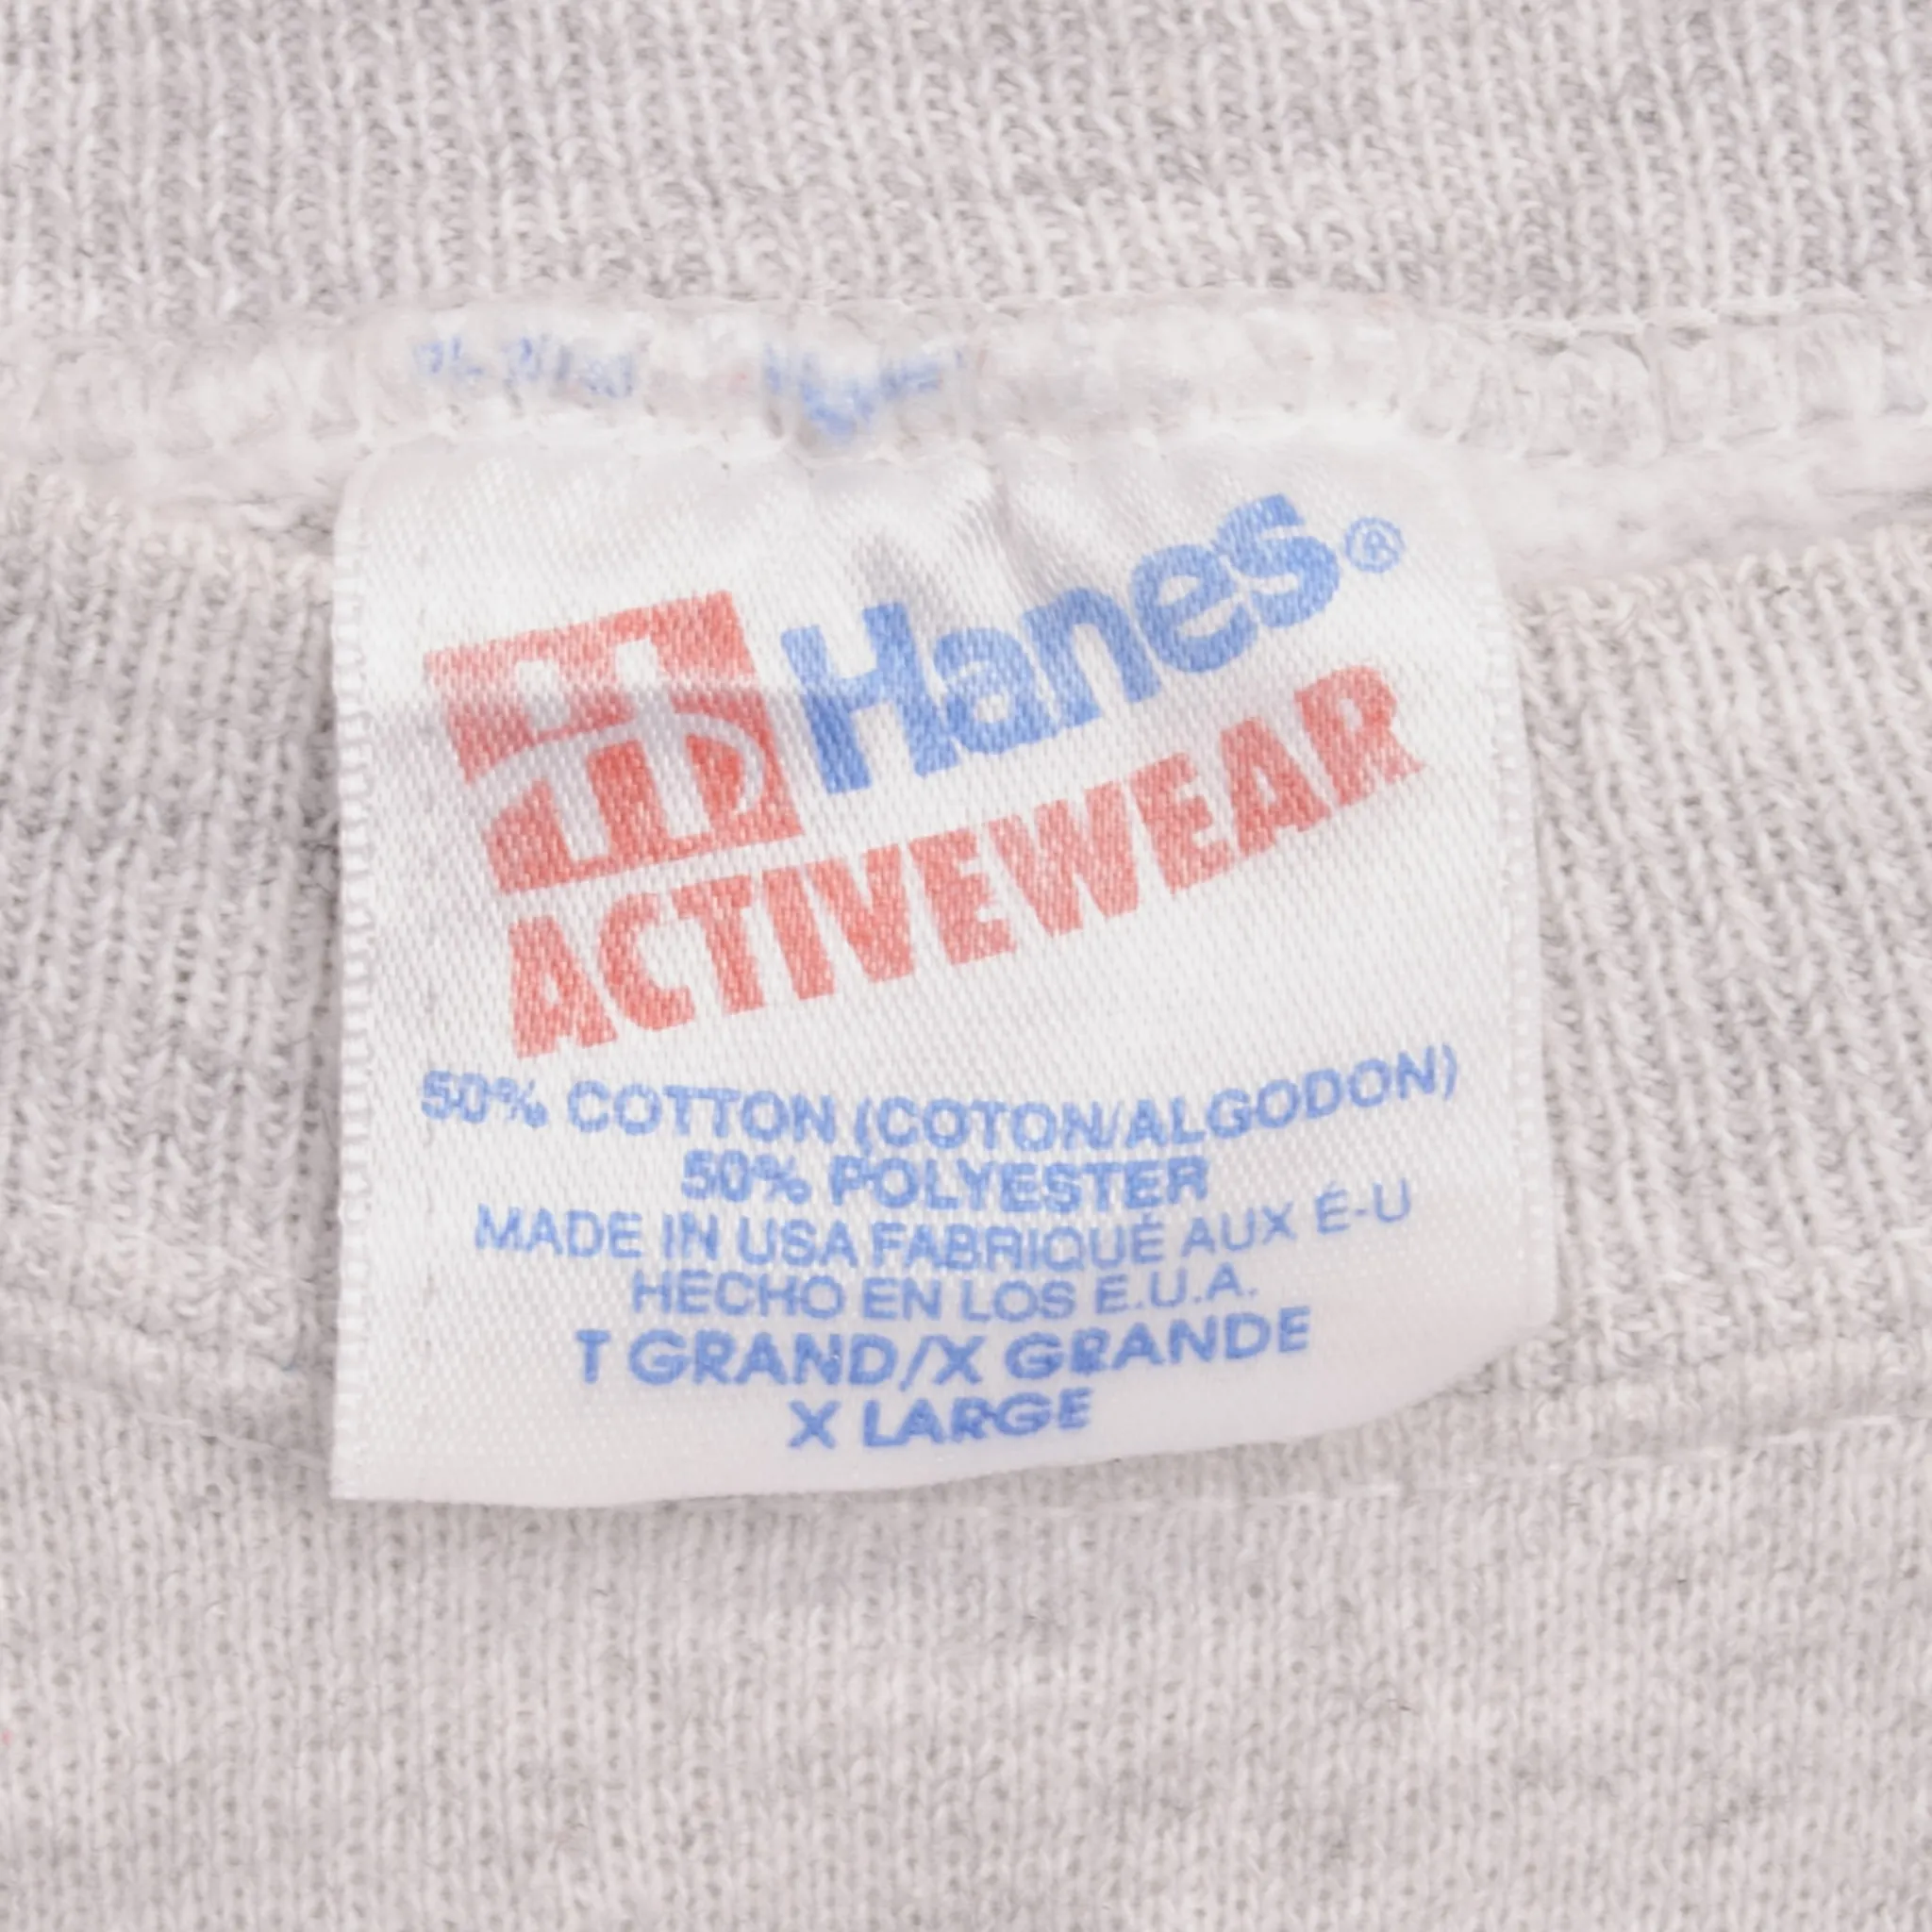 Hanes®
ACTIVEWEAR
50% COTTON (COTON/ALGODON)
50% POLYESTER
MADE IN USA FABRIQUÉ AUX É-U
HECHO EN LOS E.U.A.
T GRAND/X GRANDE
X LARGE